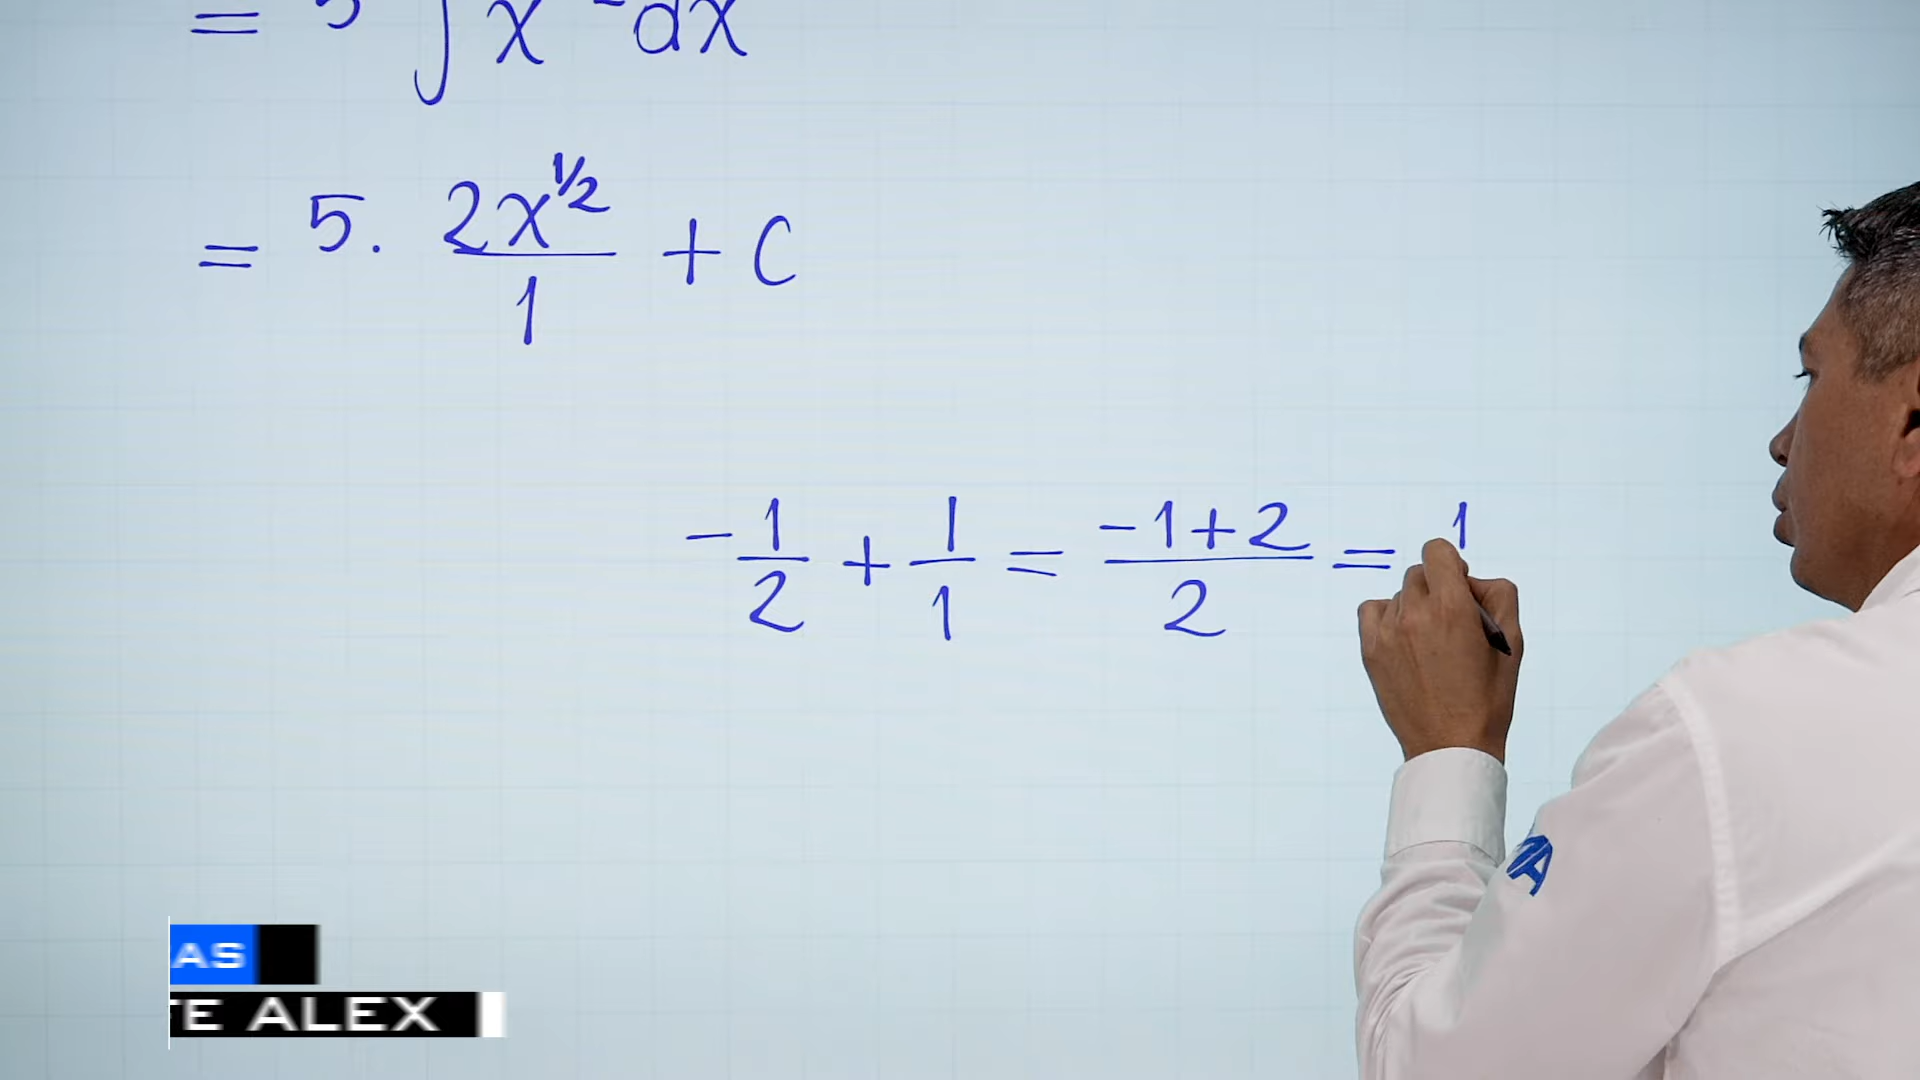 = 5 ∫ x dx
= 5. 2x^1/2 / 1 + C
- 1/2 + 1/1 = -1+2 / 2 = 1
AS
ALEX